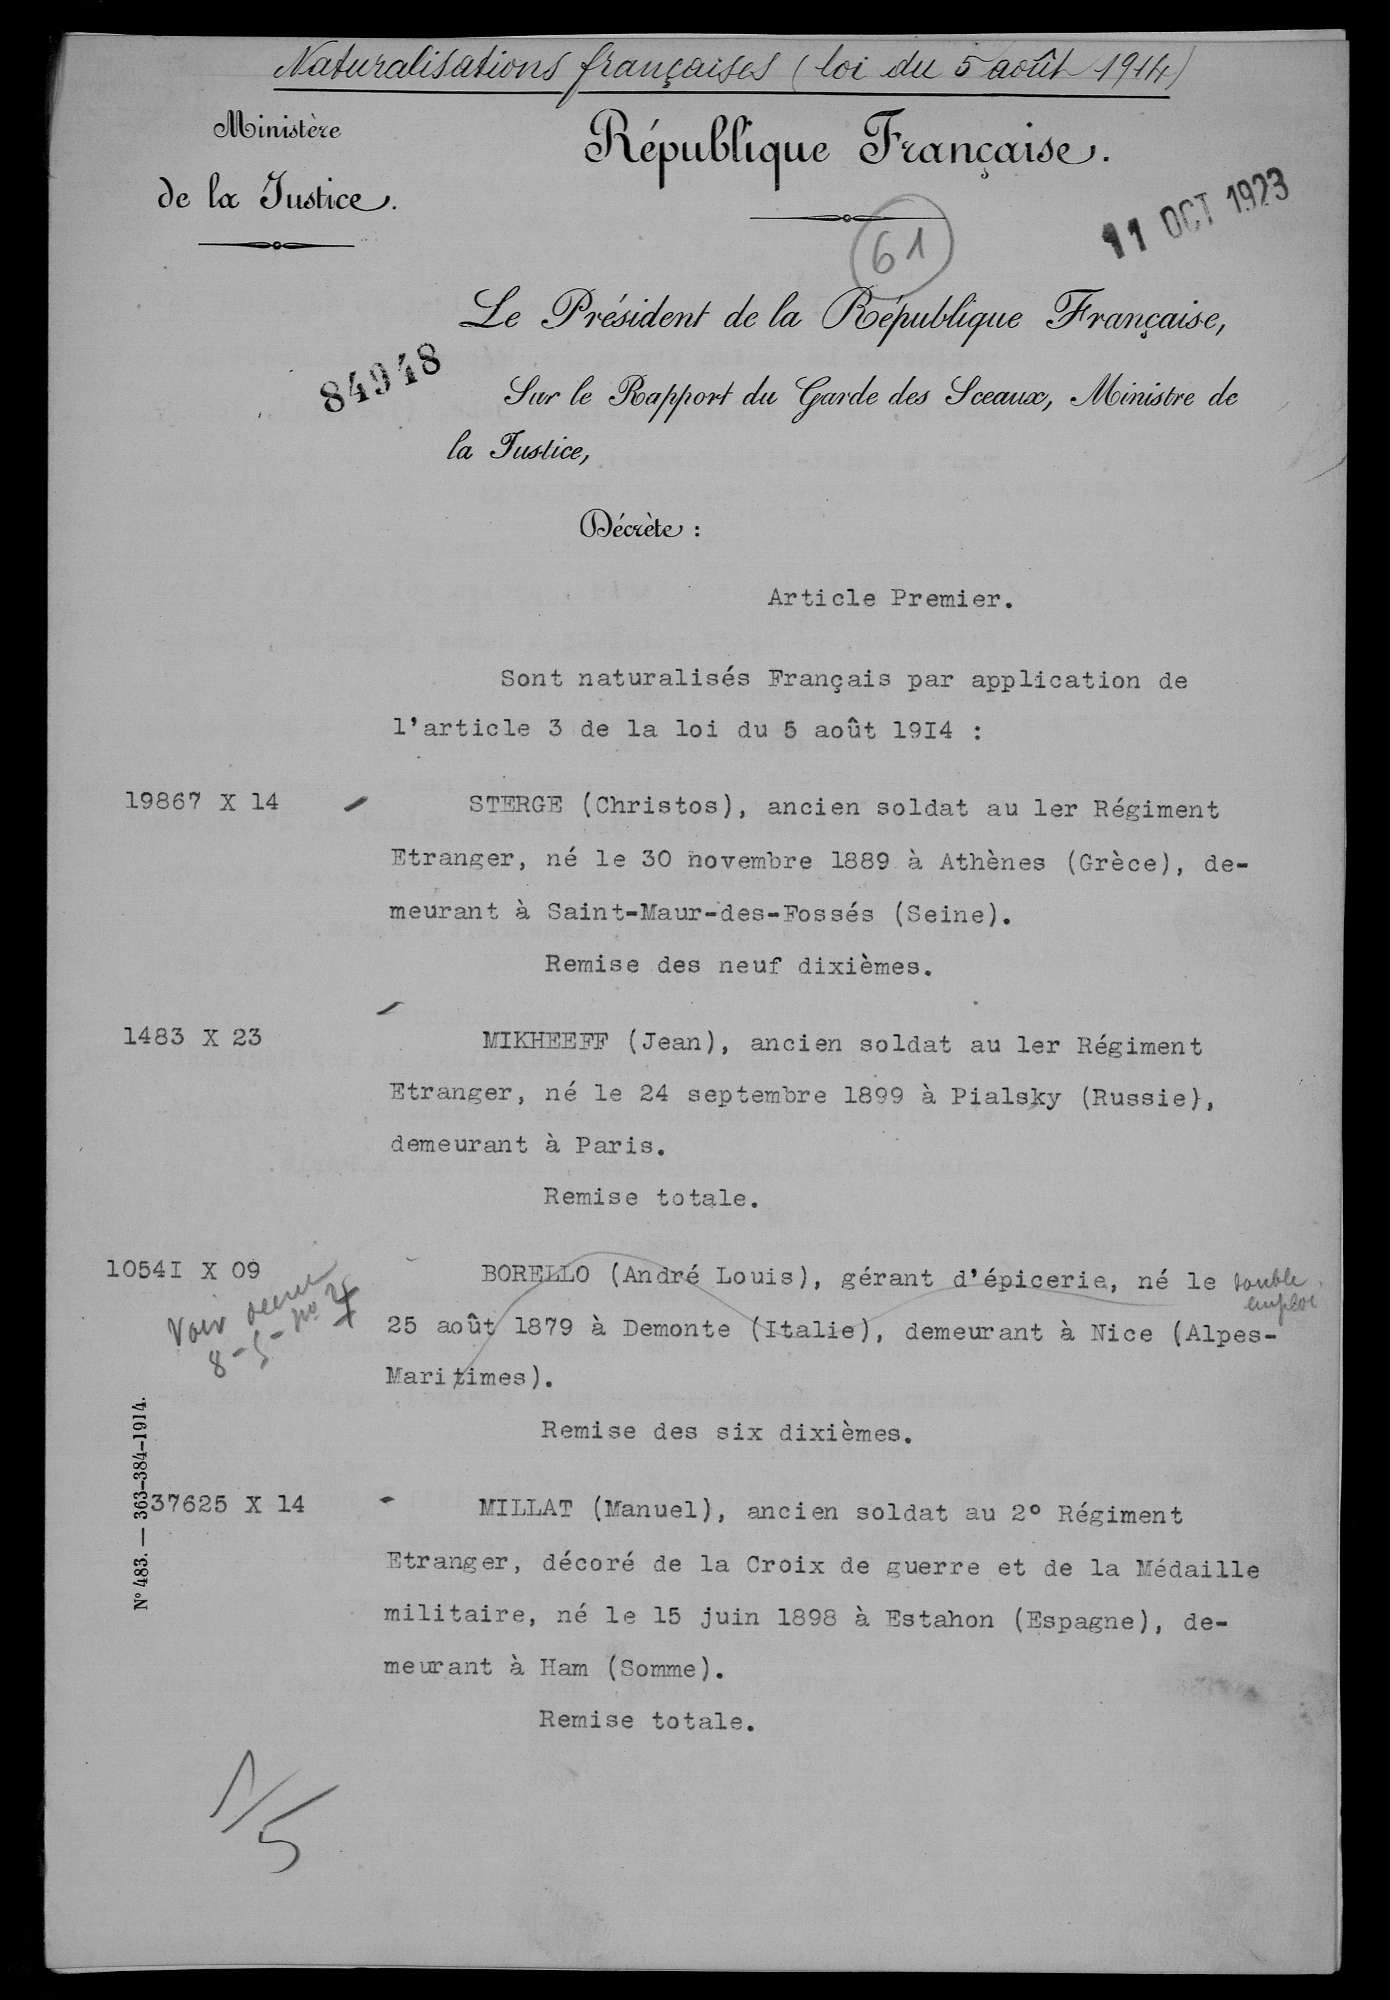 Naturalisations françaises (loi du 5 août 1914)
Ministère
de la Justice.
République Française.
11 OCT 1923
61
Le Président de la République Française,
84948
Sur le Rapport du Garde des Sceaux, Ministre de
la Justice,
Décrète :
Article Premier.
Sont naturalisés Français par application de
l'article 3 de la loi du 5 août 19I4 :
19867 X 14
STERGE (Christos), ancien soldat au 1er Régiment
Etranger, né le 30 novembre 1889 à Athènes (Grèce), de-
meurant à Saint-Maur-des-Fossés (Seine).
Remise des neuf dixièmes.
1483 X 23
MIKHEEFF (Jean), ancien soldat au 1er Régiment
Etranger, né le 24 septembre 1899 à Pialsky (Russie),
demeurant à Paris.
Remise totale.
1054I X 09
BORELLO (André Louis), gérant d'épicerie, né le
double
emploi
Voir
8-5- no
25 août 1879 à Demonte (Italie), demeurant à Nice (Alpes-
Maritimes).
Remise des six dixièmes.
37625 X 14
MILLAT (Manuel), ancien soldat au 2° Régiment
Etranger, décoré de la Croix de guerre et de la Médaille
militaire, né le 15 juin 1898 à Estahon (Espagne), de-
meurant à Ham (Somme).
Remise totale.
N° 483. — 363-384-1914.
1/5